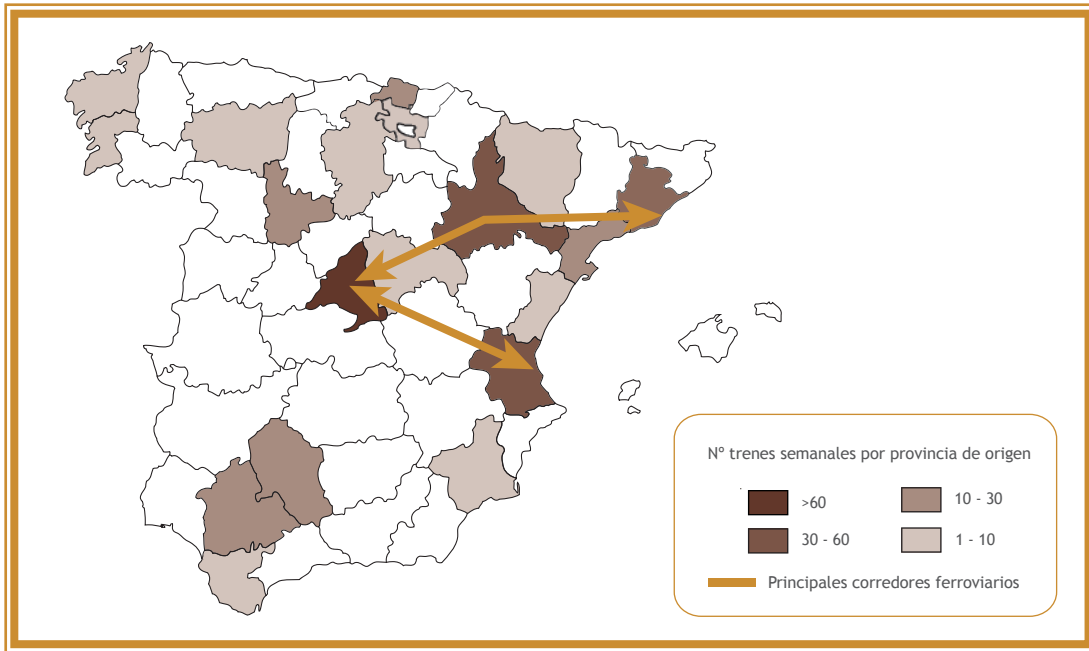 Nº trenes semanales por provincia de origen
>60
10 - 30
30 - 60
1 - 10
Principales corredores ferroviarios